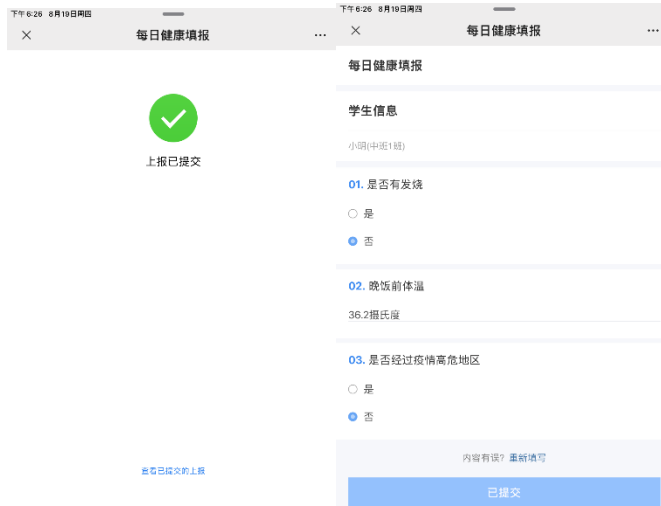 下午6:26 8月19日周四
每日健康填报
上报已提交
查看已提交的上报
下午6:26 8月19日周四
每日健康填报
每日健康填报
学生信息
小明(中班1班)
01. 是否有发烧
是
否
02. 晚饭前体温
36.2摄氏度
03. 是否经过疫情高危地区
是
否
内容有误? 重新填写
已提交